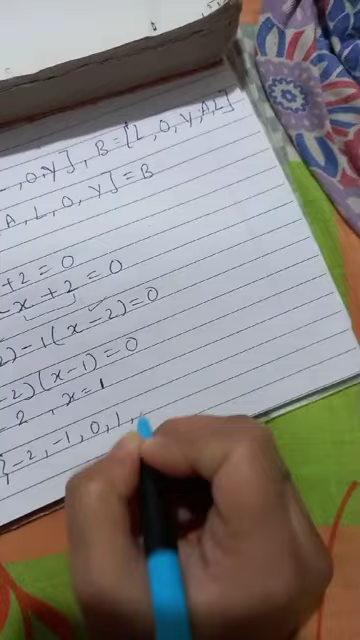 , O, Y], B = [L, O, Y, A, L]
A, L, O, Y] = B
+ 2 = 0
- x + 2 = 0
2) - 1(x - 2) = 0
- 2)(x - 1) = 0
2, x = 1
{-2, -1, 0, 1,